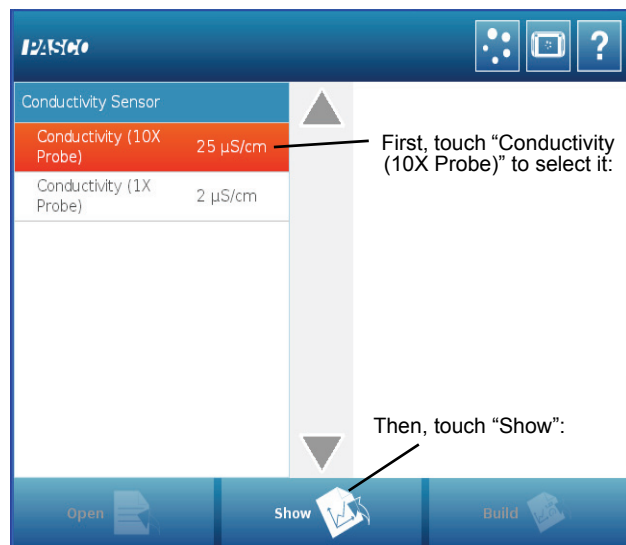 PASCO
?
Conductivity Sensor
Conductivity (10X
Probe)
25 µS/cm
First, touch “Conductivity
(10X Probe)” to select it:
Conductivity (1X
Probe)
2 µS/cm
Then, touch “Show”:
Open
Show
Build